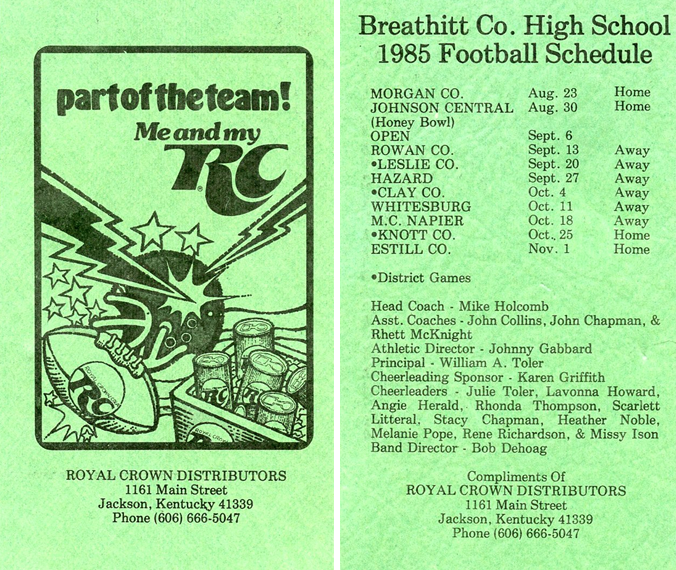 part of the team!
Me and my
RC
®
RC
RC
RC
RC
RC
ROYAL CROWN DISTRIBUTORS
1161 Main Street
Jackson, Kentucky 41339
Phone (606) 666-5047
Breathitt Co. High School
1985 Football Schedule
MORGAN CO. Aug. 23 Home
JOHNSON CENTRAL Aug. 30 Home
(Honey Bowl)
OPEN Sept. 6
ROWAN CO. Sept. 13 Away
•LESLIE CO. Sept. 20 Away
HAZARD Sept. 27 Away
•CLAY CO. Oct. 4 Away
WHITESBURG Oct. 11 Away
M.C. NAPIER Oct. 18 Away
•KNOTT CO. Oct. 25 Home
ESTILL CO. Nov. 1 Home
•District Games
Head Coach - Mike Holcomb
Asst. Coaches - John Collins, John Chapman, &
Rhett McKnight
Athletic Director - Johnny Gabbard
Principal - William A. Toler
Cheerleading Sponsor - Karen Griffith
Cheerleaders - Julie Toler, Lavonna Howard,
Angie Herald, Rhonda Thompson, Scarlett
Litteral, Stacy Chapman, Heather Noble,
Melanie Pope, Rene Richardson, & Missy Ison
Band Director - Bob Dehoag
Compliments Of
ROYAL CROWN DISTRIBUTORS
1161 Main Street
Jackson, Kentucky 41339
Phone (606) 666-5047